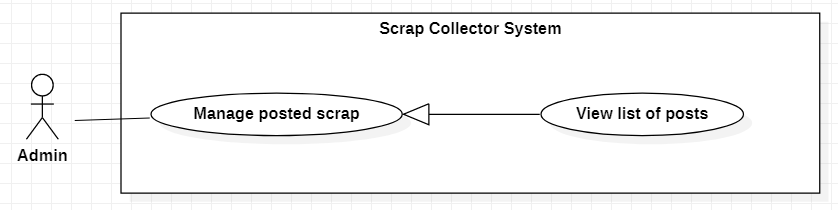 Scrap Collector System
Manage posted scrap
View list of posts
Admin